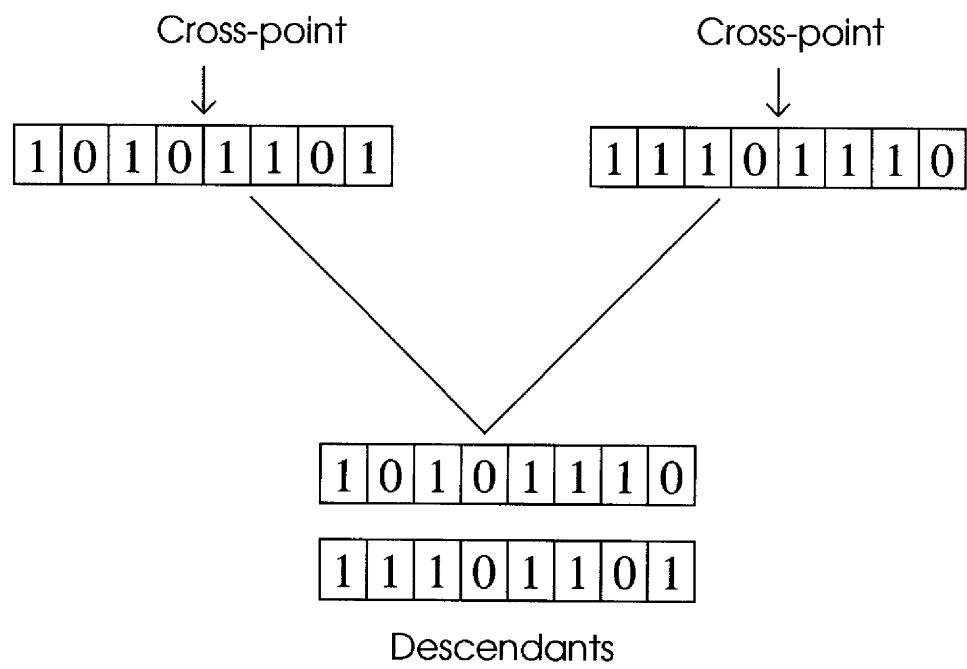 Cross-point Cross-point
1 0 1 0 1 1 0 1 1 1 1 0 1 1 1 0
1 0 1 0 1 1 1 0
1 1 1 0 1 1 0 1
Descendants